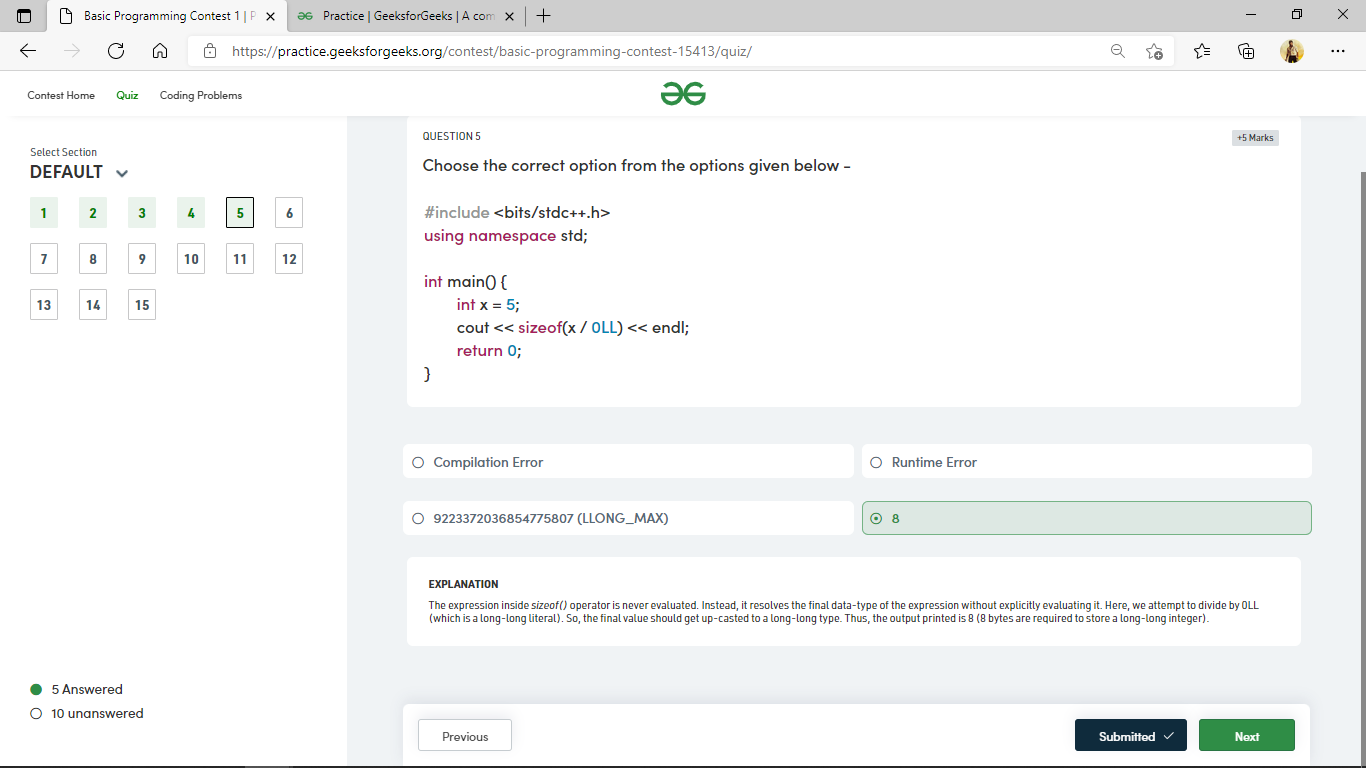 Basic Programming Contest 1 | P
Practice | GeeksforGeeks | A com
https://practice.geeksforgeeks.org/contest/basic-programming-contest-15413/quiz/
Contest Home Quiz Coding Problems
Select Section
DEFAULT
1 2 3 4 5 6
7 8 9 10 11 12
13 14 15
5 Answered
10 unanswered
QUESTION 5
+5 Marks
Choose the correct option from the options given below -
#include <bits/stdc++.h>
using namespace std;
int main() {
int x = 5;
cout << sizeof(x / 0LL) << endl;
return 0;
}
Compilation Error
Runtime Error
9223372036854775807 (LLONG_MAX)
8
EXPLANATION
The expression inside sizeof() operator is never evaluated. Instead, it resolves the final data-type of the expression without explicitly evaluating it. Here, we attempt to divide by 0LL
(which is a long-long literal). So, the final value should get up-casted to a long-long type. Thus, the output printed is 8 (8 bytes are required to store a long-long integer).
Previous
Submitted
Next